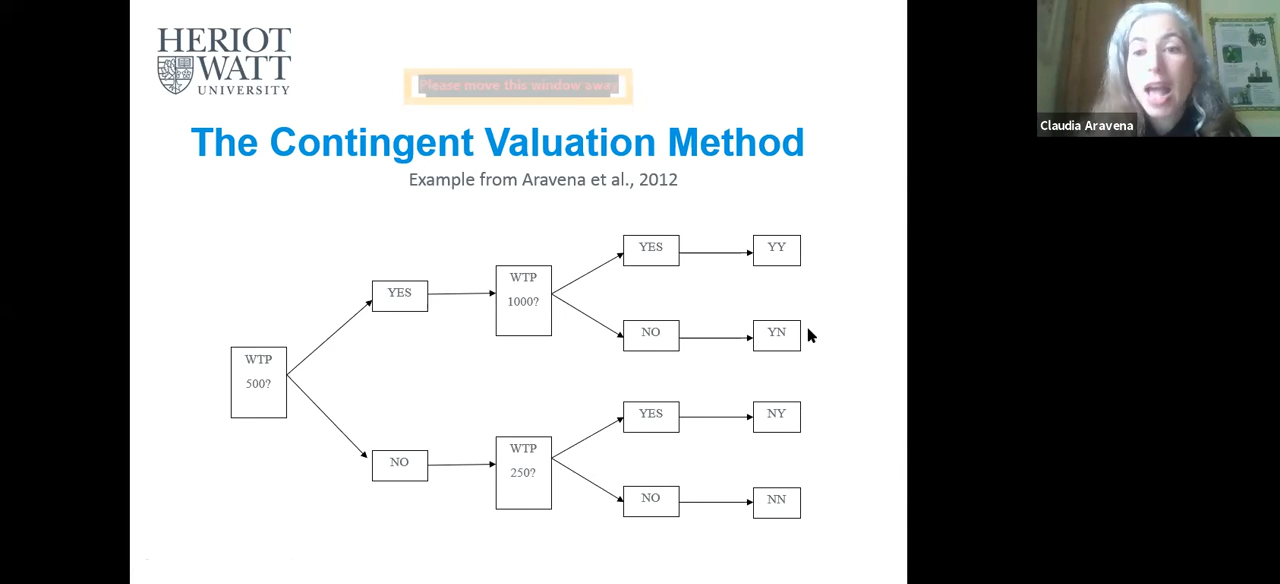 HERIOT
WATT
UNIVERSITY
Please move this window away
Claudia Aravena
The Contingent Valuation Method
Example from Aravena et al., 2012
WTP
500?
YES
WTP
1000?
YES
YY
NO
YN
NO
WTP
250?
YES
NY
NO
NN